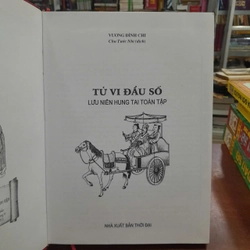 VƯƠNG ĐÌNH CHI
TỬ VI ĐẨU SỐ
LƯU NIÊN HUNG TAI TOÀN TẬP
NHÀ XUẤT BẢN THỜI ĐẠI